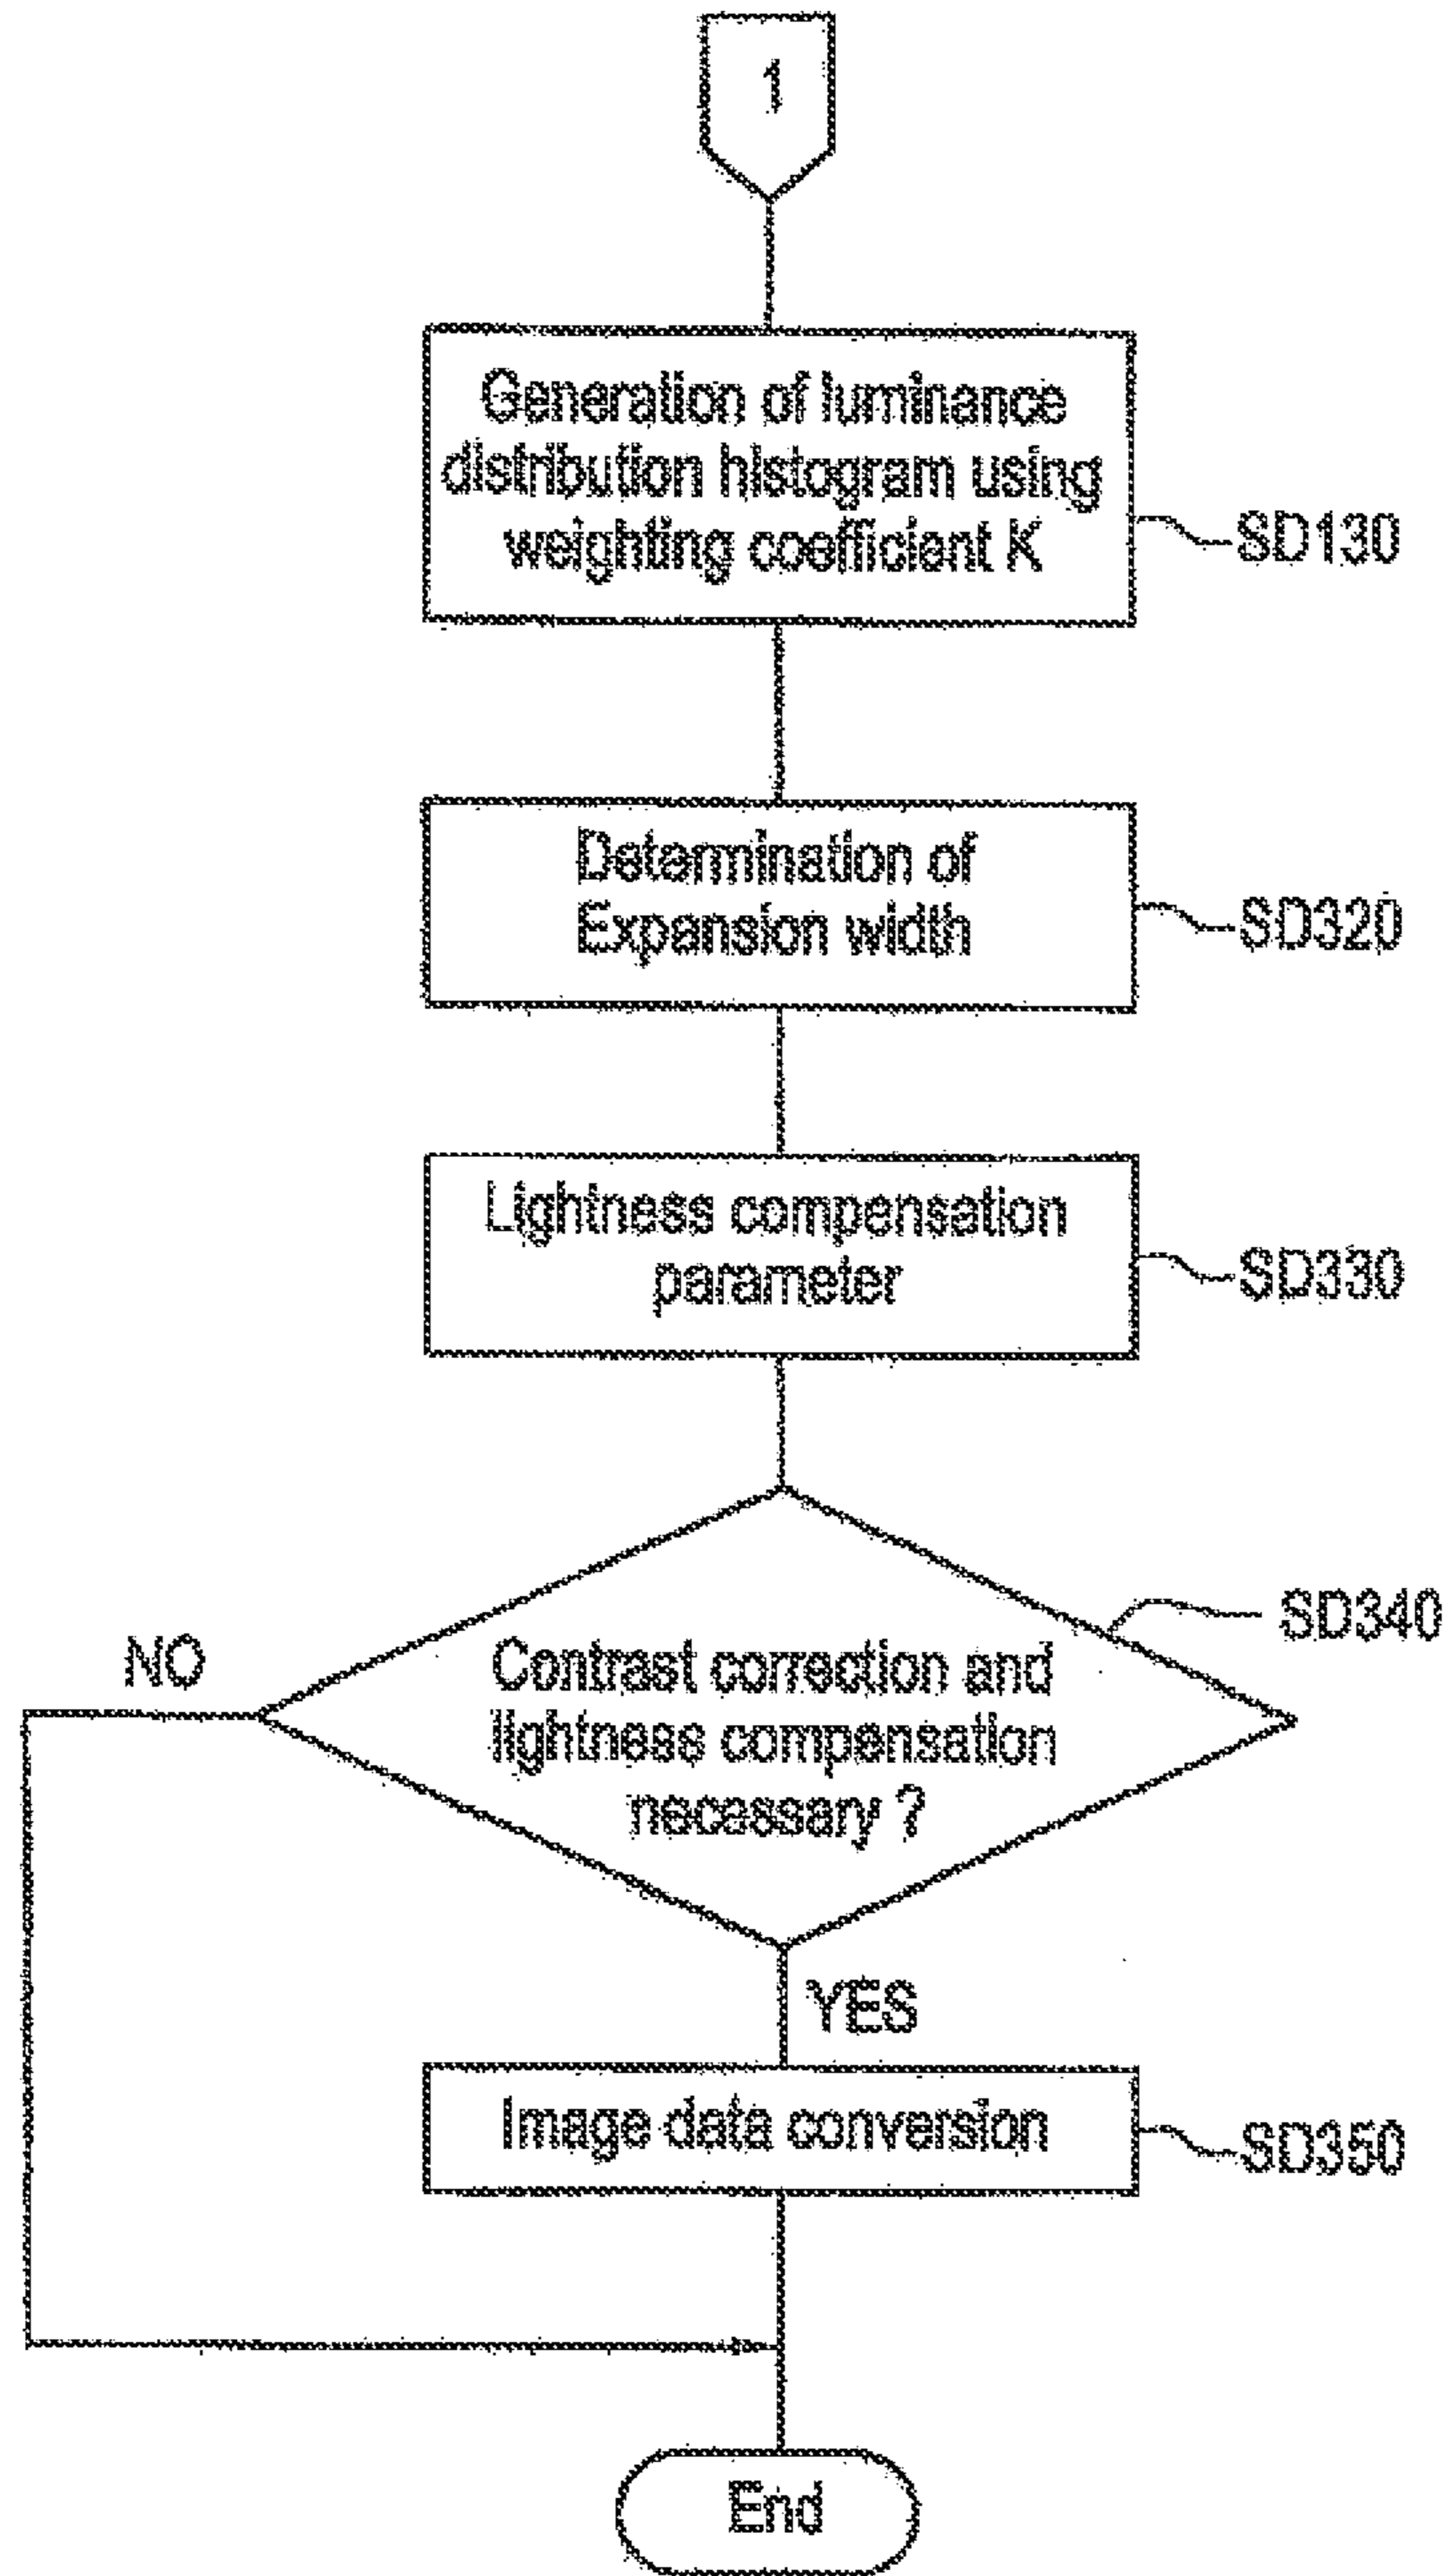 1
Generation of luminance
distribution histogram using
weighting coefficient K
SD130
Determination of
Expansion width
SD320
Lightness compensation
parameter
SD330
SD340
NO
Contrast correction and
lightness compensation
necessary ?
YES
Image data conversion
SD350
End